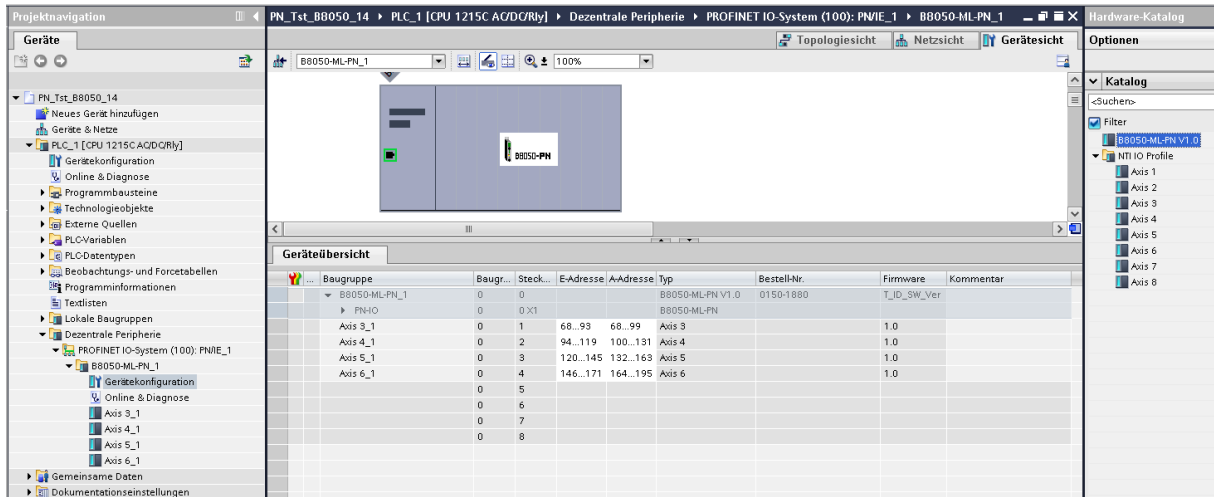 Projektnavigation
Geräte
PN_Tst_B8050_14
Neues Gerät hinzufügen
Geräte & Netze
PLC_1 [CPU 1215C AC/DC/Rly]
Gerätekonfiguration
Online & Diagnose
Programmbausteine
Technologieobjekte
Externe Quellen
PLC-Variablen
PLC-Datentypen
Beobachtungs- und Forcetabellen
Programminformationen
Textlisten
Lokale Baugruppen
Dezentrale Peripherie
PROFINET IO-System (100): PN/IE_1
B8050-ML-PN_1
Gerätekonfiguration
Online & Diagnose
Axis 3_1
Axis 4_1
Axis 5_1
Axis 6_1
Gemeinsame Daten
Dokumentationseinstellungen
PN_Tst_B8050_14 PLC_1 [CPU 1215C AC/DC/Rly] Dezentrale Peripherie PROFINET IO-System (100): PN/IE_1 B8050-ML-PN_1
Topologiesicht Netzsicht Gerätesicht
B8050-ML-PN_1 100%
B8050-PN
Geräteübersicht
... Baugruppe Baugr... Steck... E-Adresse A-Adresse Typ Bestell-Nr. Firmware Kommentar
B8050-ML-PN_1 0 0 B8050-ML-PN V1.0 0150-1880 T_ID_SW_Ver
PN-IO 0 0 X1 B8050-ML-PN
Axis 3_1 0 1 68...93 68...99 Axis 3 1.0
Axis 4_1 0 2 94...119 100...131 Axis 4 1.0
Axis 5_1 0 3 120...145 132...163 Axis 5 1.0
Axis 6_1 0 4 146...171 164...195 Axis 6 1.0
0 5
0 6
0 7
0 8
Hardware-Katalog
Optionen
Katalog
<Suchen>
Filter
B8050-ML-PN V1.0
NTI IO Profile
Axis 1
Axis 2
Axis 3
Axis 4
Axis 5
Axis 6
Axis 7
Axis 8